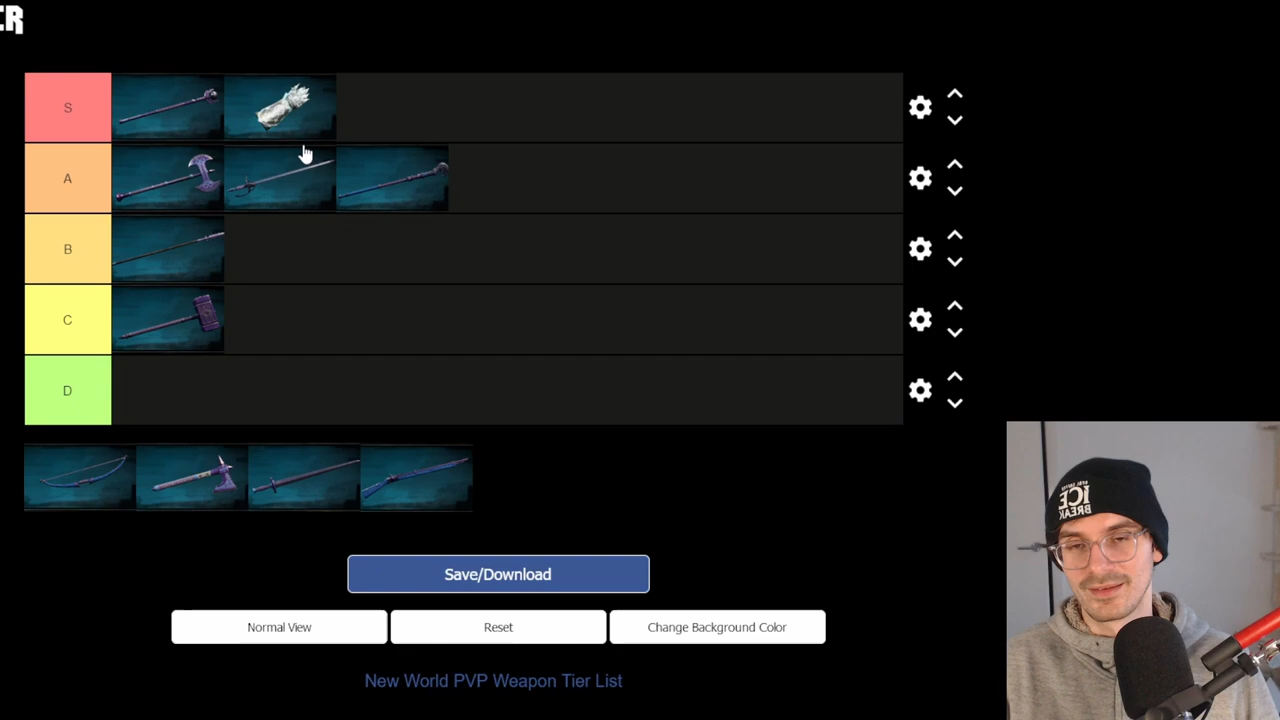 ER
S
A
B
C
D
Save/Download
Normal View
Reset
Change Background Color
New World PVP Weapon Tier List
ICE
BREAK